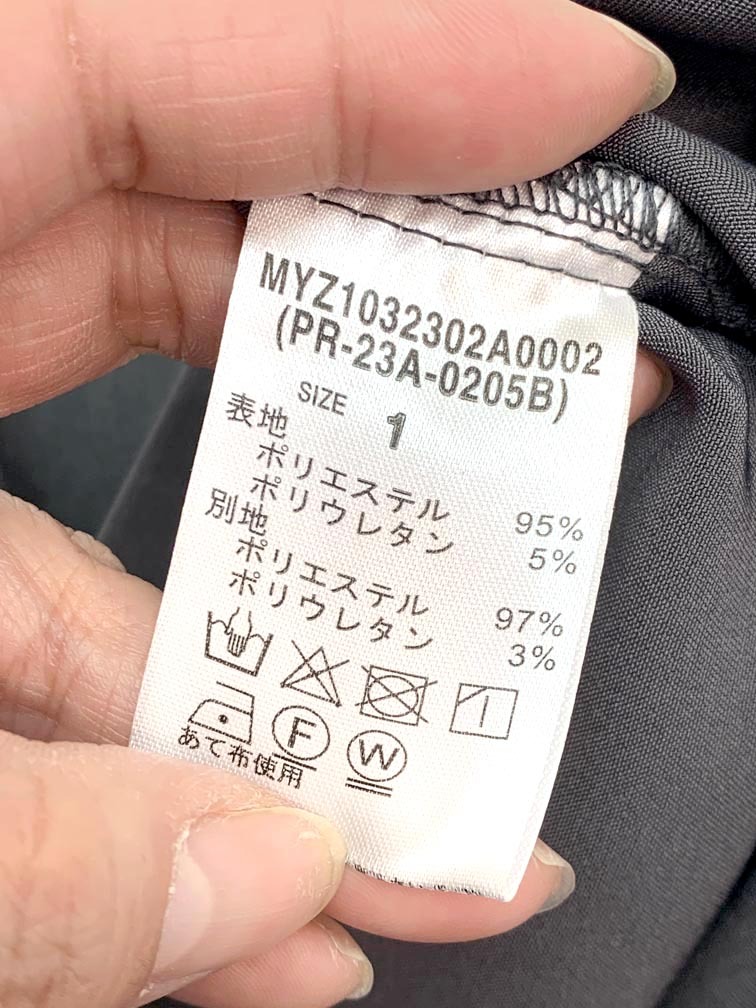 MYZ1032302A0002
(PR-23A-0205B)
SIZE 1
表地
ポリエステル 95%
ポリウレタン 5%
別地
ポリエステル 97%
ポリウレタン 3%
F W
あて布使用